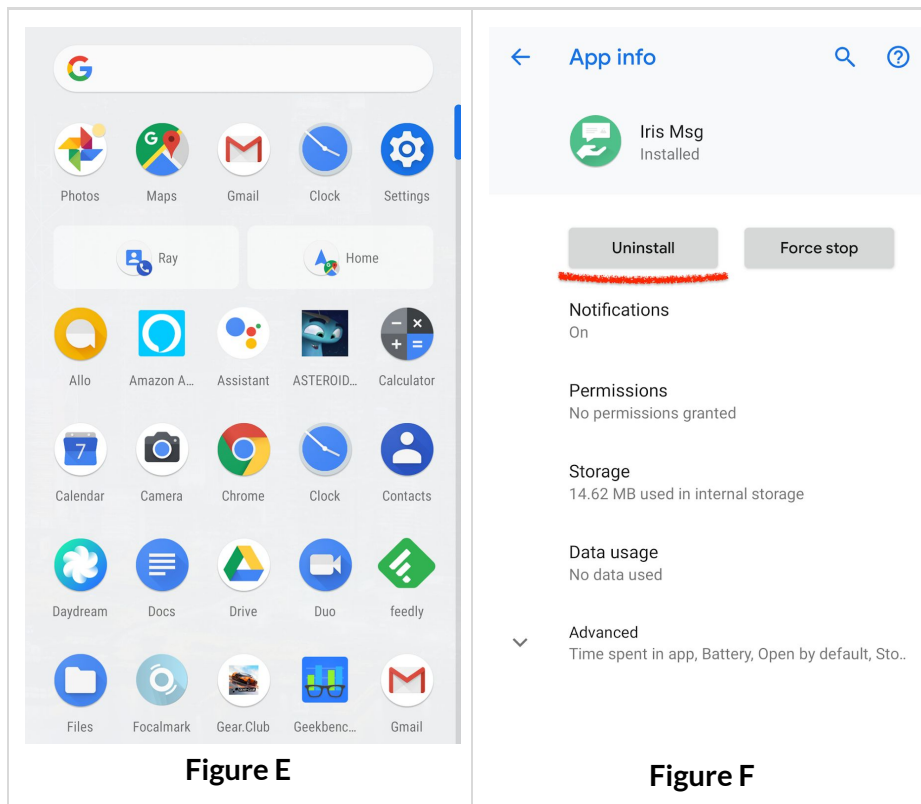 G
Photos Maps Gmail Clock Settings
Ray Home
Allo Amazon A... Assistant ASTEROID... Calculator
7
Calendar Camera Chrome Clock Contacts
Daydream Docs Drive Duo feedly
Files Focalmark Gear.Club Geekbenc... Gmail
Figure E
App info
Iris Msg
Installed
Uninstall Force stop
Notifications
On
Permissions
No permissions granted
Storage
14.62 MB used in internal storage
Data usage
No data used
Advanced
Time spent in app, Battery, Open by default, Sto..
Figure F